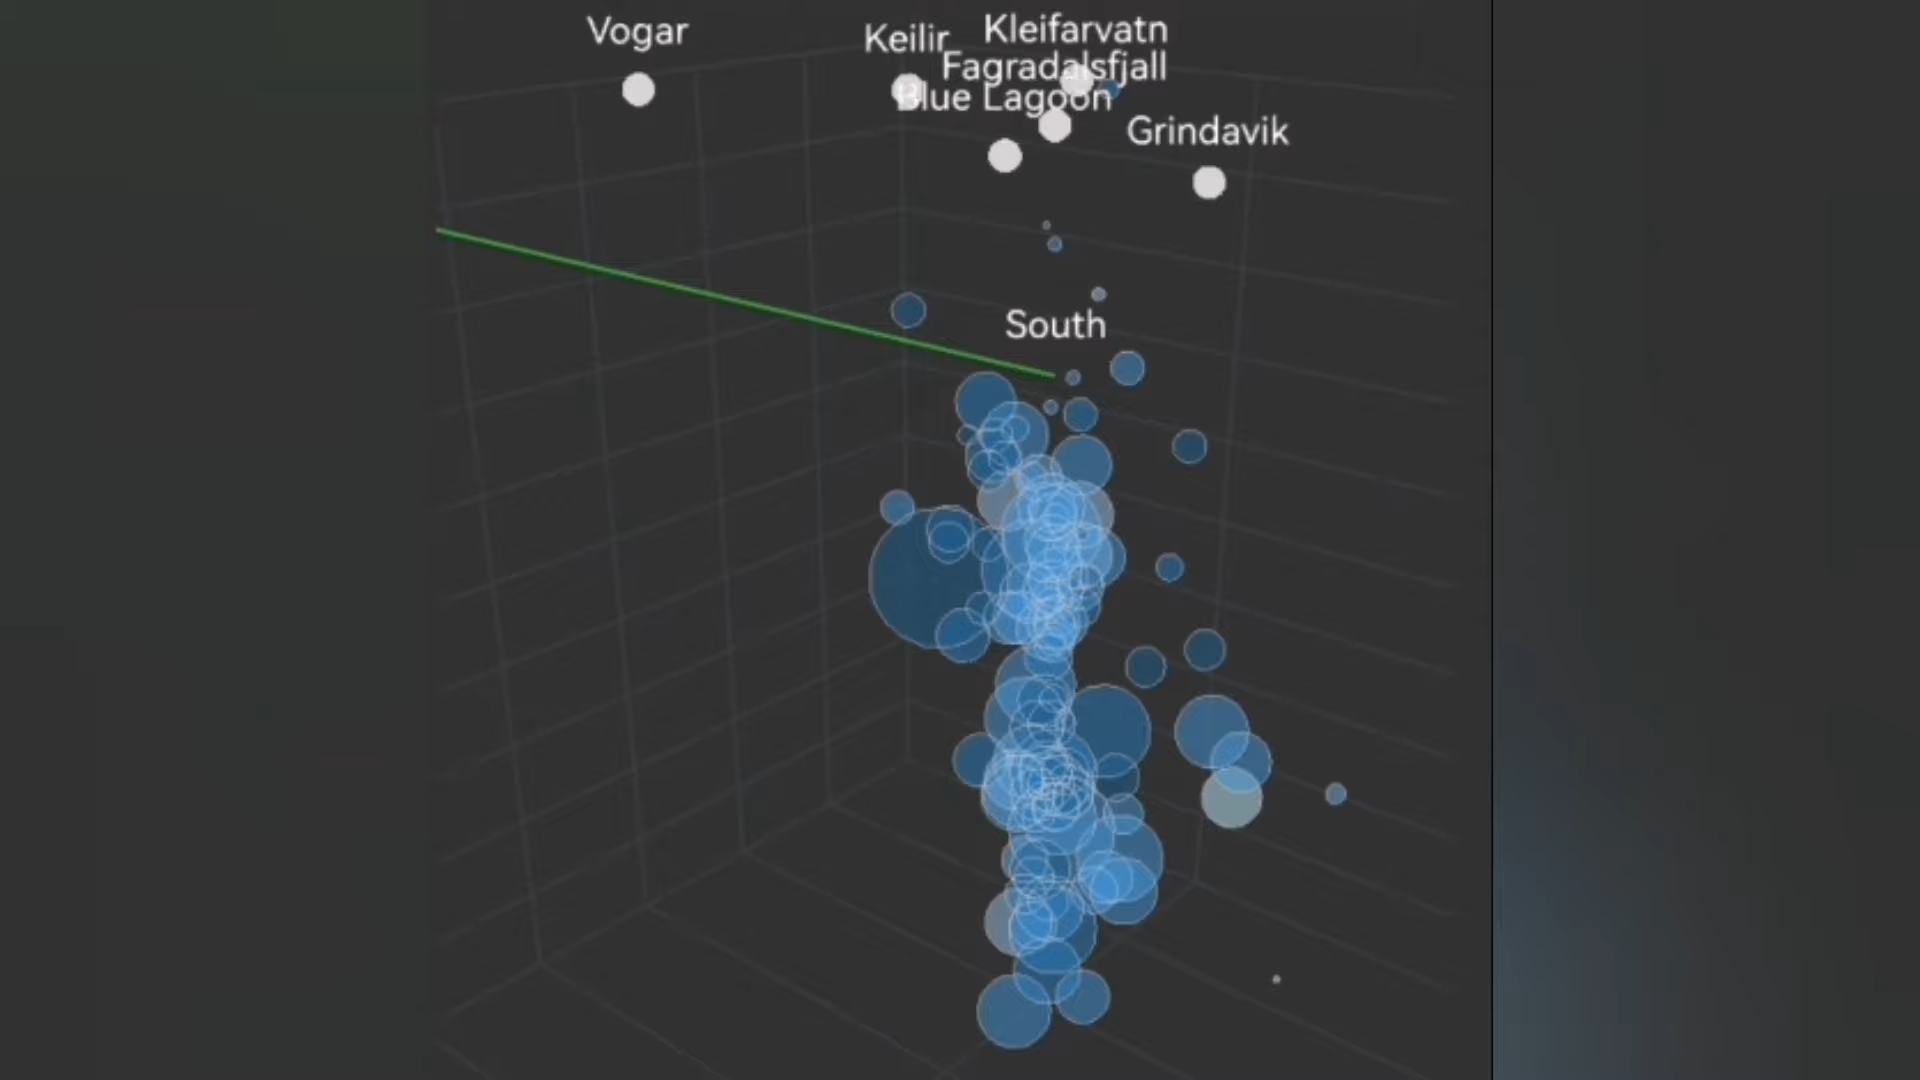 Vogar
Keilir
Kleifarvatn
Fagradalsfjall
Blue Lagoon
Grindavik
South